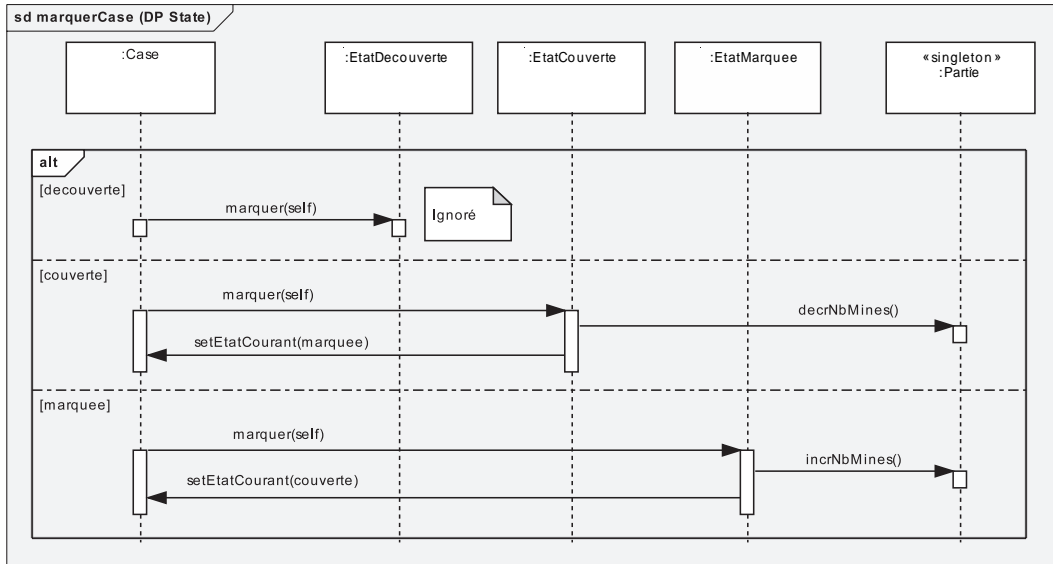 sd marquerCase (DP State)
:Case
:EtatDecouverte
:EtatCouverte
:EtatMarquee
«singleton»
:Partie
alt
[decouverte]
marquer(self)
Ignoré
[couverte]
marquer(self)
decrNbMines()
setEtatCourant(marquee)
[marquee]
marquer(self)
incrNbMines()
setEtatCourant(couverte)